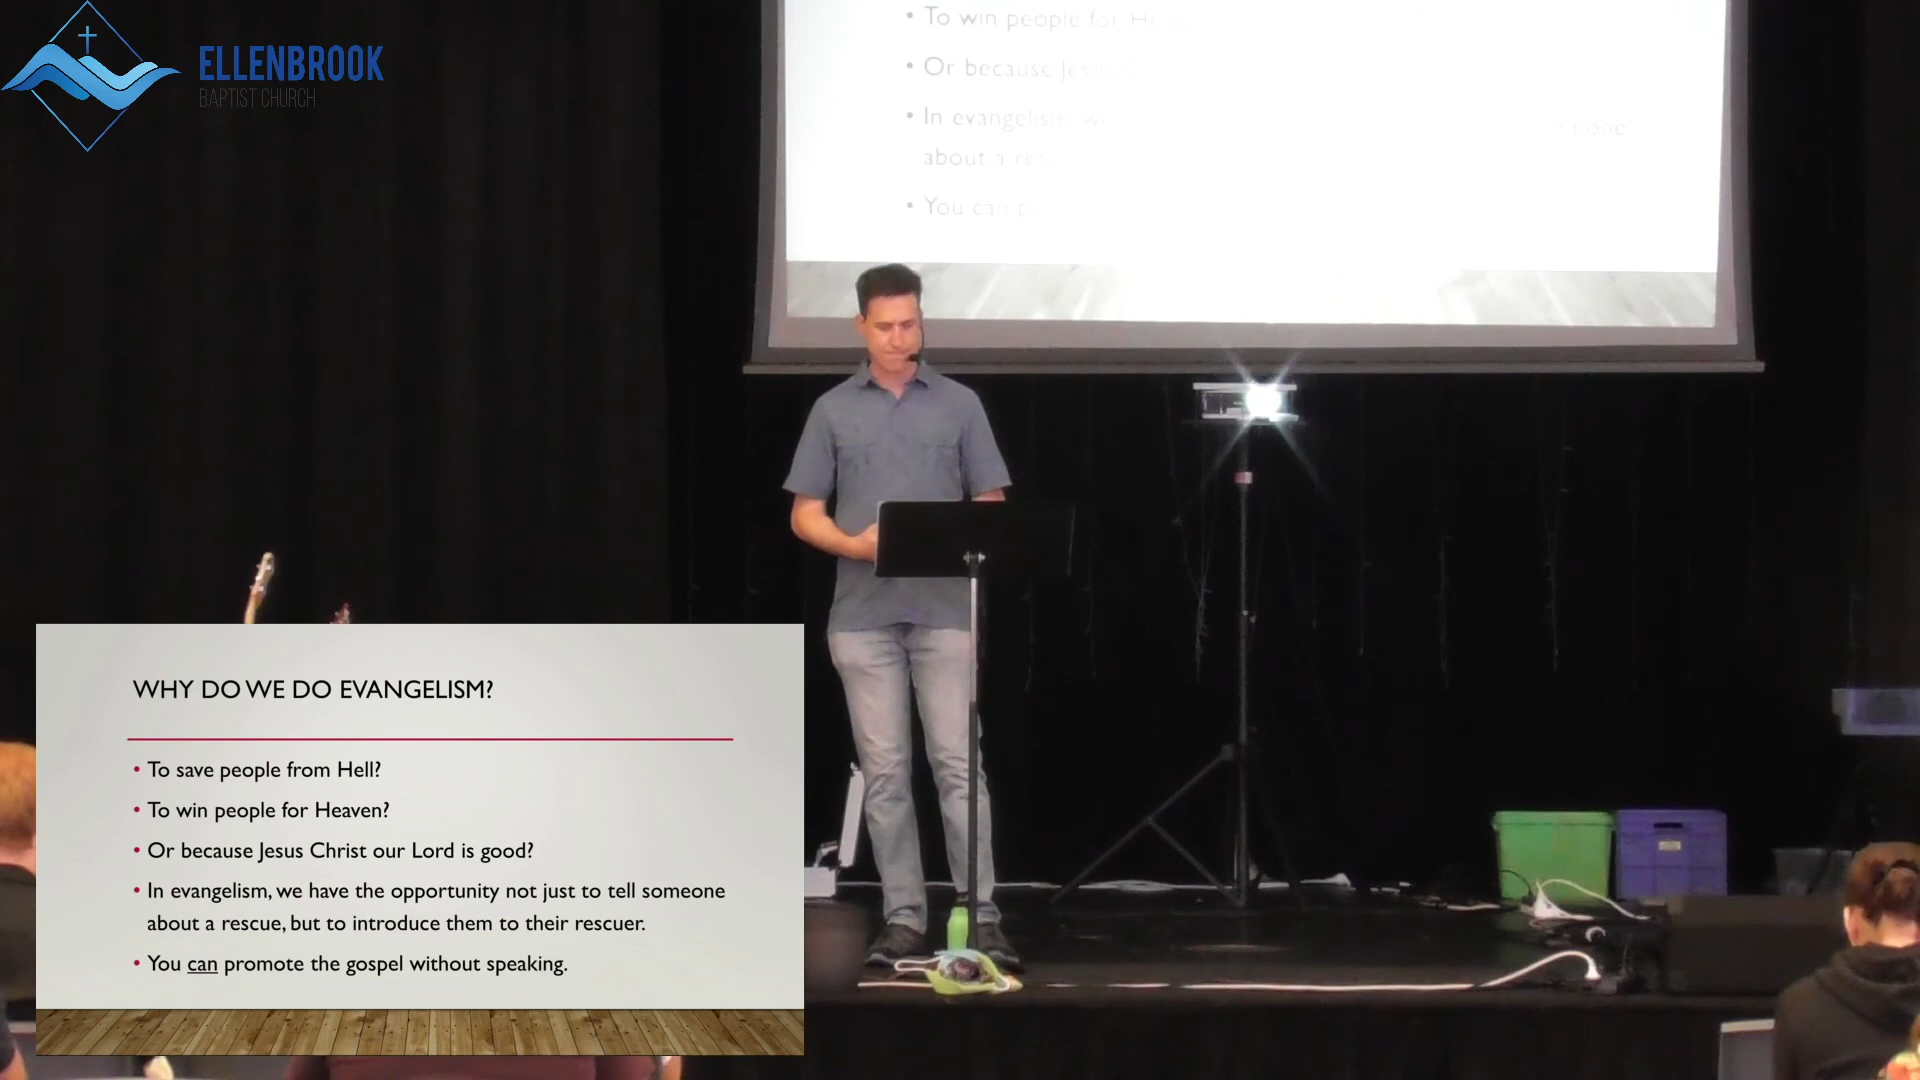 ELLENBROOK
BAPTIST CHURCH
• To win people for
• Or because Jesus
• In evangelism we one
about a
• You can
WHY DO WE DO EVANGELISM?
• To save people from Hell?
• To win people for Heaven?
• Or because Jesus Christ our Lord is good?
• In evangelism, we have the opportunity not just to tell someone
about a rescue, but to introduce them to their rescuer.
• You can promote the gospel without speaking.